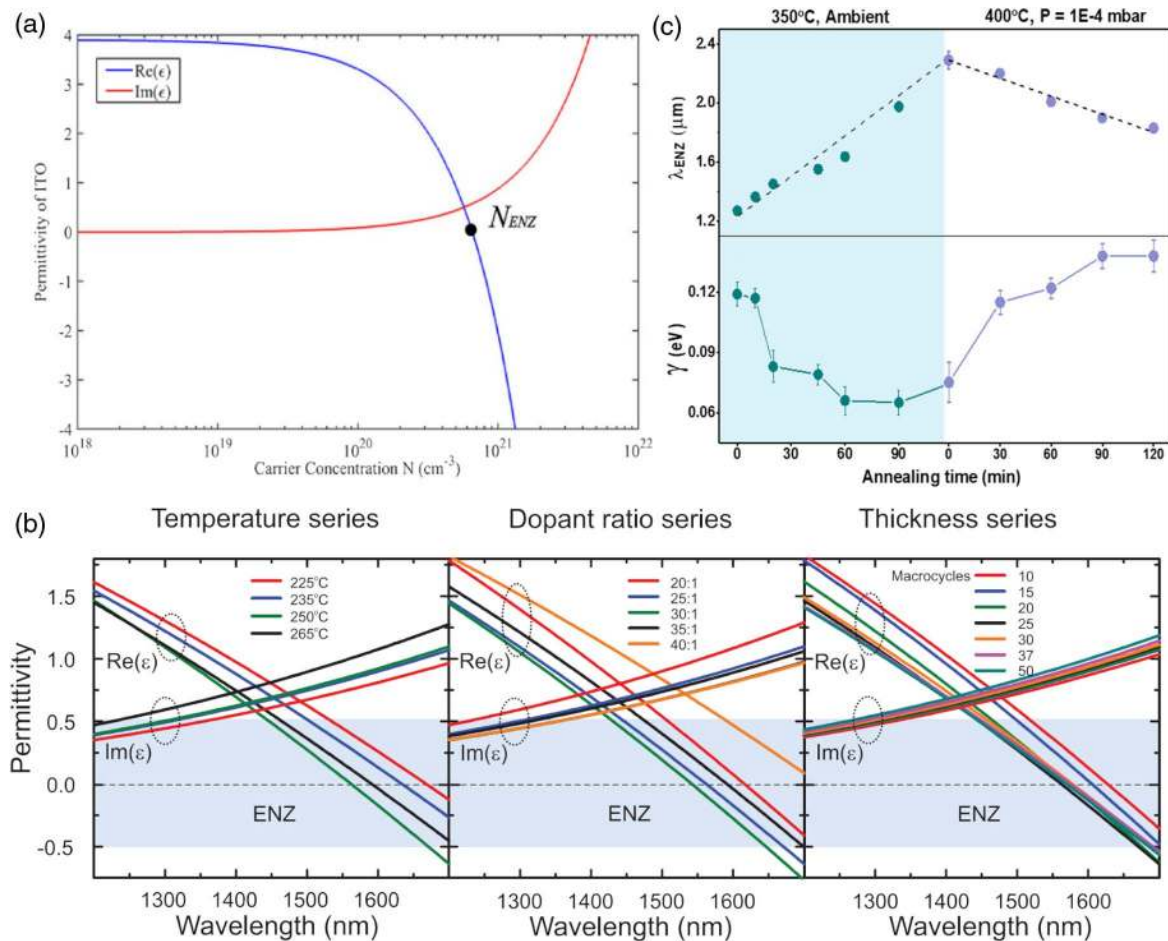 (a)
Permittivity of ITO
4
3
2
1
0
-1
-2
-3
-4
Re(ϵ)
Im(ϵ)
N_ENZ
10^18
10^19
10^20
10^21
10^22
Carrier Concentration N (cm^-3)
(c)
350°C, Ambient
400°C, P = 1E-4 mbar
λ_ENZ (μm)
2.4
2.0
1.6
1.2
γ (eV)
0.12
0.09
0.06
0
30
60
90
0
30
60
90
120
Annealing time (min)
(b)
Temperature series
Dopant ratio series
Thickness series
Permittivity
1.5
1.0
0.5
0.0
-0.5
225°C
235°C
250°C
265°C
Re(ε)
Im(ε)
ENZ
1300
1400
1500
1600
Wavelength (nm)
20:1
25:1
30:1
35:1
40:1
Re(ε)
Im(ε)
ENZ
1300
1400
1500
1600
Wavelength (nm)
Macrocycles
10
15
20
25
30
37
50
Re(ε)
Im(ε)
ENZ
1300
1400
1500
1600
Wavelength (nm)